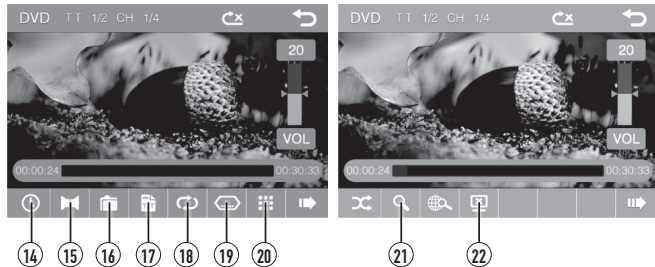 DVD TT 1/2 CH 1/4
20
VOL
00:00:24 00:30:33
14 15 16 17 18 19 20
DVD TT 1/2 CH 1/4
20
VOL
00:00:24 00:30:33
21 22